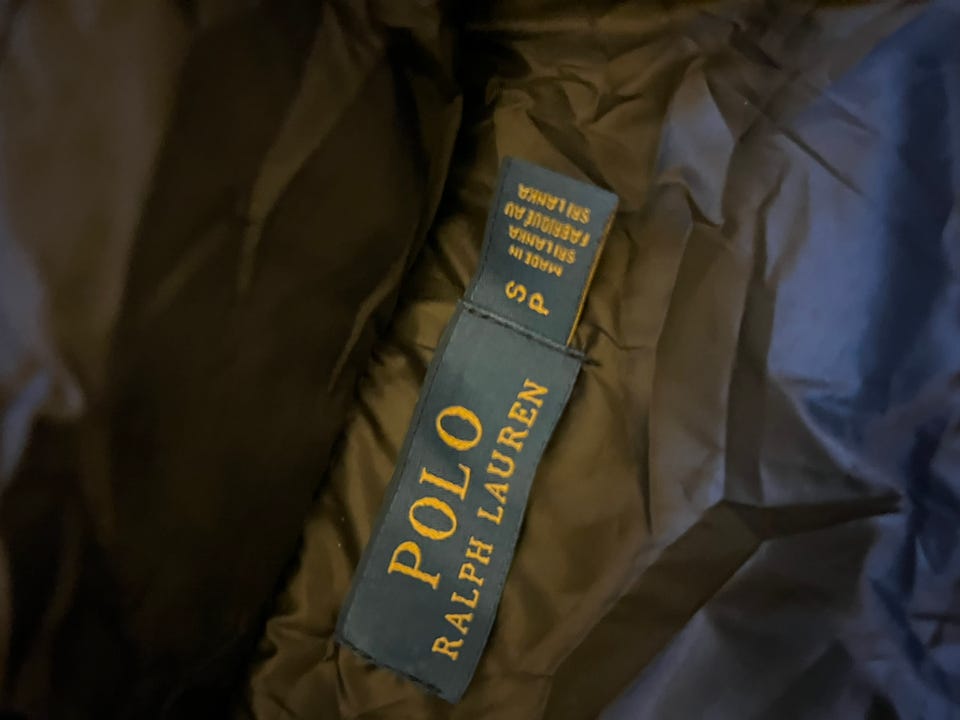 POLO
RALPH LAUREN
S
P
MADE IN
SRI LANKA
FABRIQUÉ AU
SRI LANKA